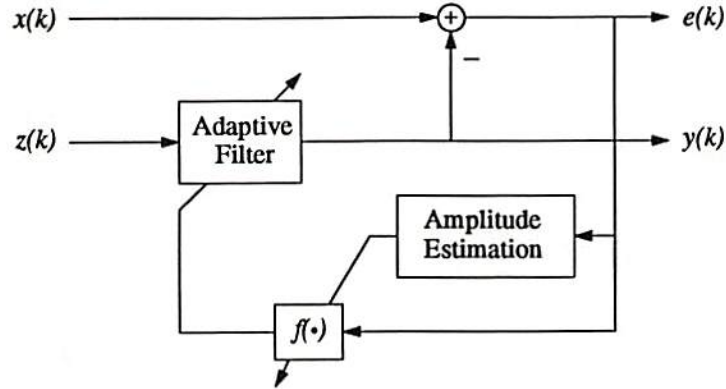 x(k)
+
e(k)
−
z(k)
Adaptive
Filter
y(k)
Amplitude
Estimation
f(•)